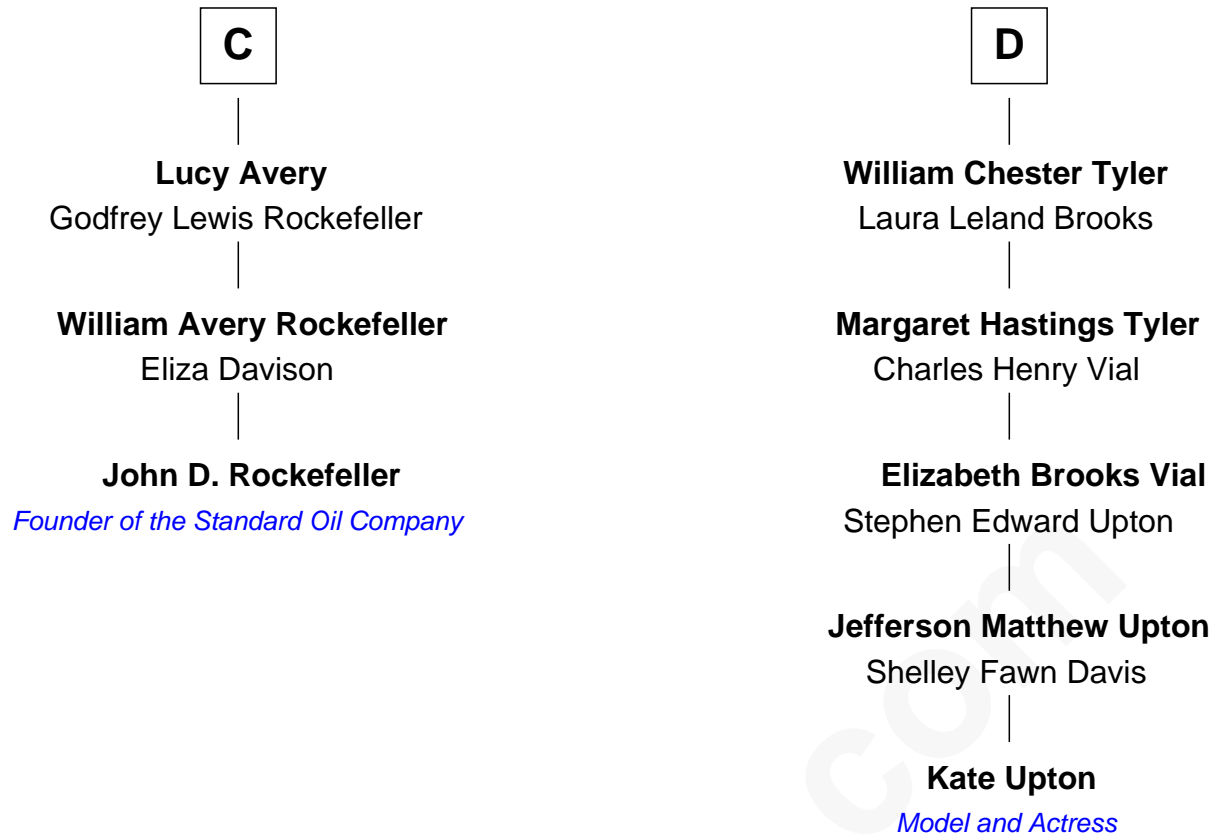 C
Lucy Avery
Godfrey Lewis Rockefeller
William Avery Rockefeller
Eliza Davison
John D. Rockefeller
Founder of the Standard Oil Company
D
William Chester Tyler
Laura Leland Brooks
Margaret Hastings Tyler
Charles Henry Vial
Elizabeth Brooks Vial
Stephen Edward Upton
Jefferson Matthew Upton
Shelley Fawn Davis
Kate Upton
Model and Actress
com